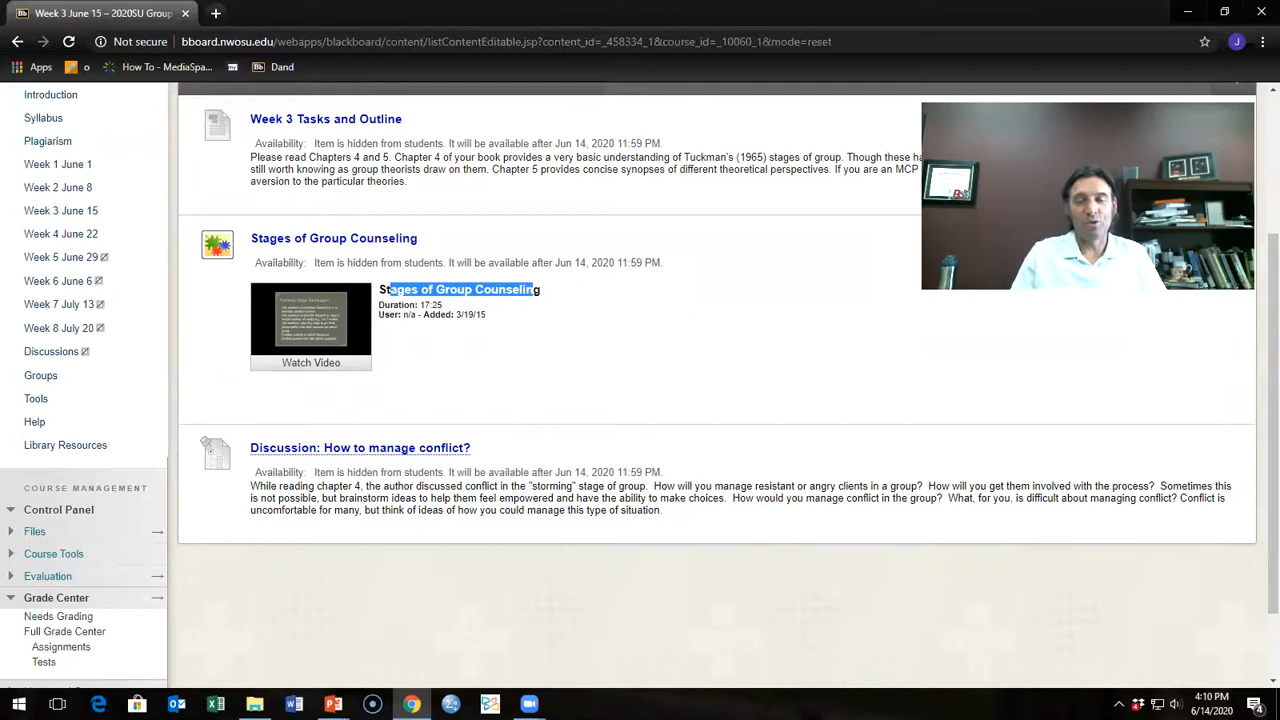 Week 3 June 15 – 2020SU Group
Not secure
bboard.nwosu.edu/webapps/blackboard/content/listContentEditable.jsp?content_id=_458334_1&course_id=_10060_1&mode=reset
Apps
o
How To - MediaSpa...
Dand
Introduction
Syllabus
Plagiarism
Week 1 June 1
Week 2 June 8
Week 3 June 15
Week 4 June 22
Week 5 June 29
Week 6 June 6
Week 7 July 13
Week 8 July 20
Discussions
Groups
Tools
Help
Library Resources
COURSE MANAGEMENT
Control Panel
Files
Course Tools
Evaluation
Grade Center
Needs Grading
Full Grade Center
Assignments
Tests
Week 3 Tasks and Outline
Availability: Item is hidden from students. It will be available after Jun 14, 2020 11:59 PM.
Please read Chapters 4 and 5. Chapter 4 of your book provides a very basic understanding of Tuckman's (1965) stages of group. Though these ha
still worth knowing as group theorists draw on them. Chapter 5 provides concise synopses of different theoretical perspectives. If you are an MCP
aversion to the particular theories.
Stages of Group Counseling
Availability: Item is hidden from students. It will be available after Jun 14, 2020 11:59 PM.
Stages of Group Counseling
Duration: 17:25
User: n/a - Added: 3/19/15
Watch Video
Discussion: How to manage conflict?
Availability: Item is hidden from students. It will be available after Jun 14, 2020 11:59 PM.
While reading chapter 4, the author discussed conflict in the "storming" stage of group. How will you manage resistant or angry clients in a group? How will you get them involved with the process? Sometimes this
is not possible, but brainstorm ideas to help them feel empowered and have the ability to make choices. How would you manage conflict in the group? What, for you, is difficult about managing conflict? Conflict is
uncomfortable for many, but think of ideas of how you could manage this type of situation.
4:10 PM
6/14/2020